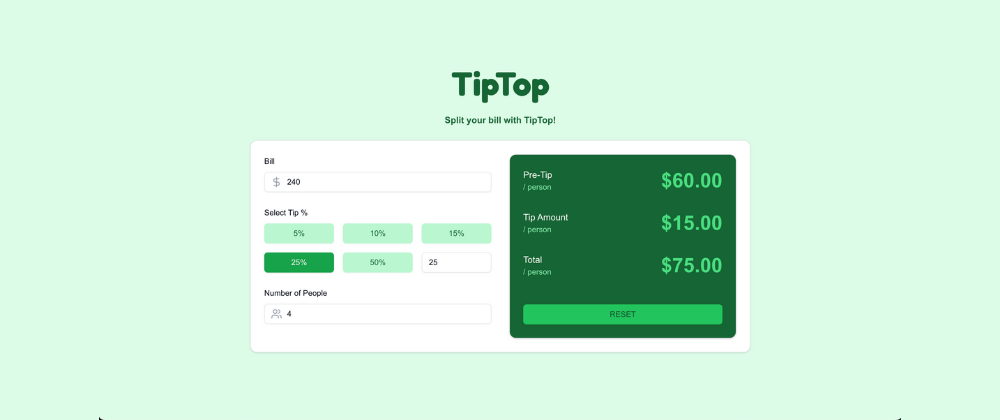 TipTop
Split your bill with TipTop!
Bill
240
Select Tip %
5% 10% 15%
25% 50% 25
Number of People
4
Pre-Tip
/ person
$60.00
Tip Amount
/ person
$15.00
Total
/ person
$75.00
RESET